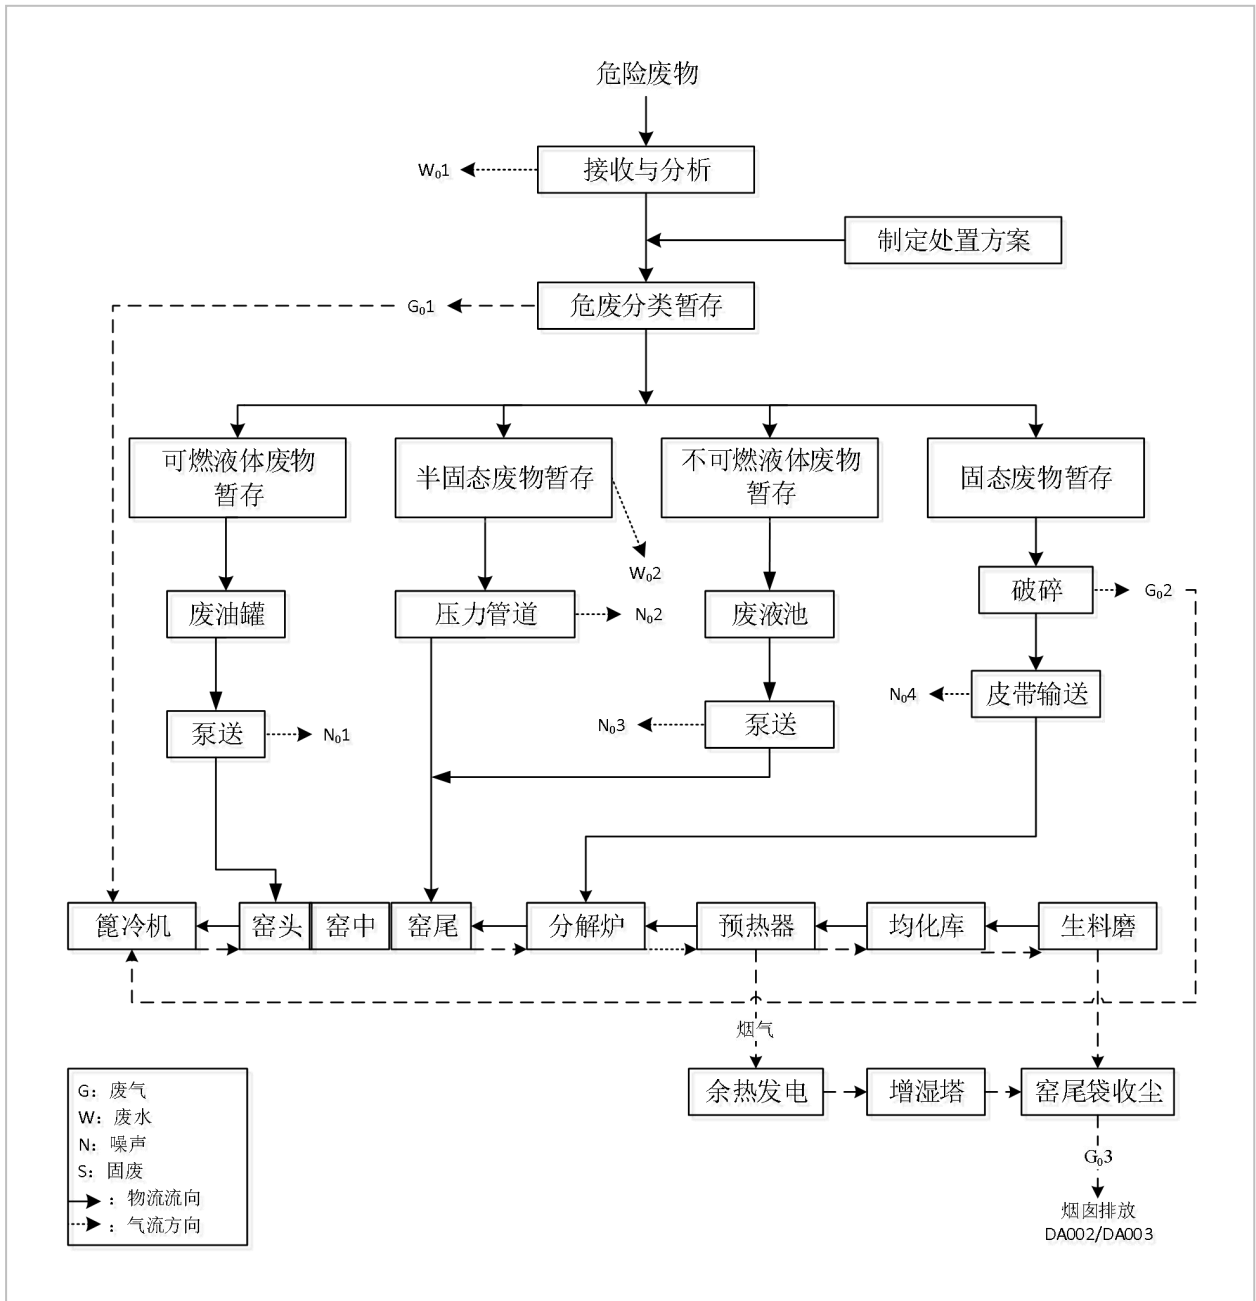 危险废物
W₀1
接收与分析
制定处置方案
G₀1
危废分类暂存
可燃液体废物
暂存
半固态废物暂存
不可燃液体废物
暂存
固态废物暂存
W₀2
废油罐
压力管道
N₀2
废液池
破碎
G₀2
泵送
N₀1
N₀3
泵送
N₀4
皮带输送
篦冷机
窑头
窑中
窑尾
分解炉
预热器
均化库
生料磨
烟气
余热发电
增湿塔
窑尾袋收尘
G₀3
烟囱排放
DA002/DA003
G：废气
W：废水
N：噪声
S：固废
：物流流向
：气流方向